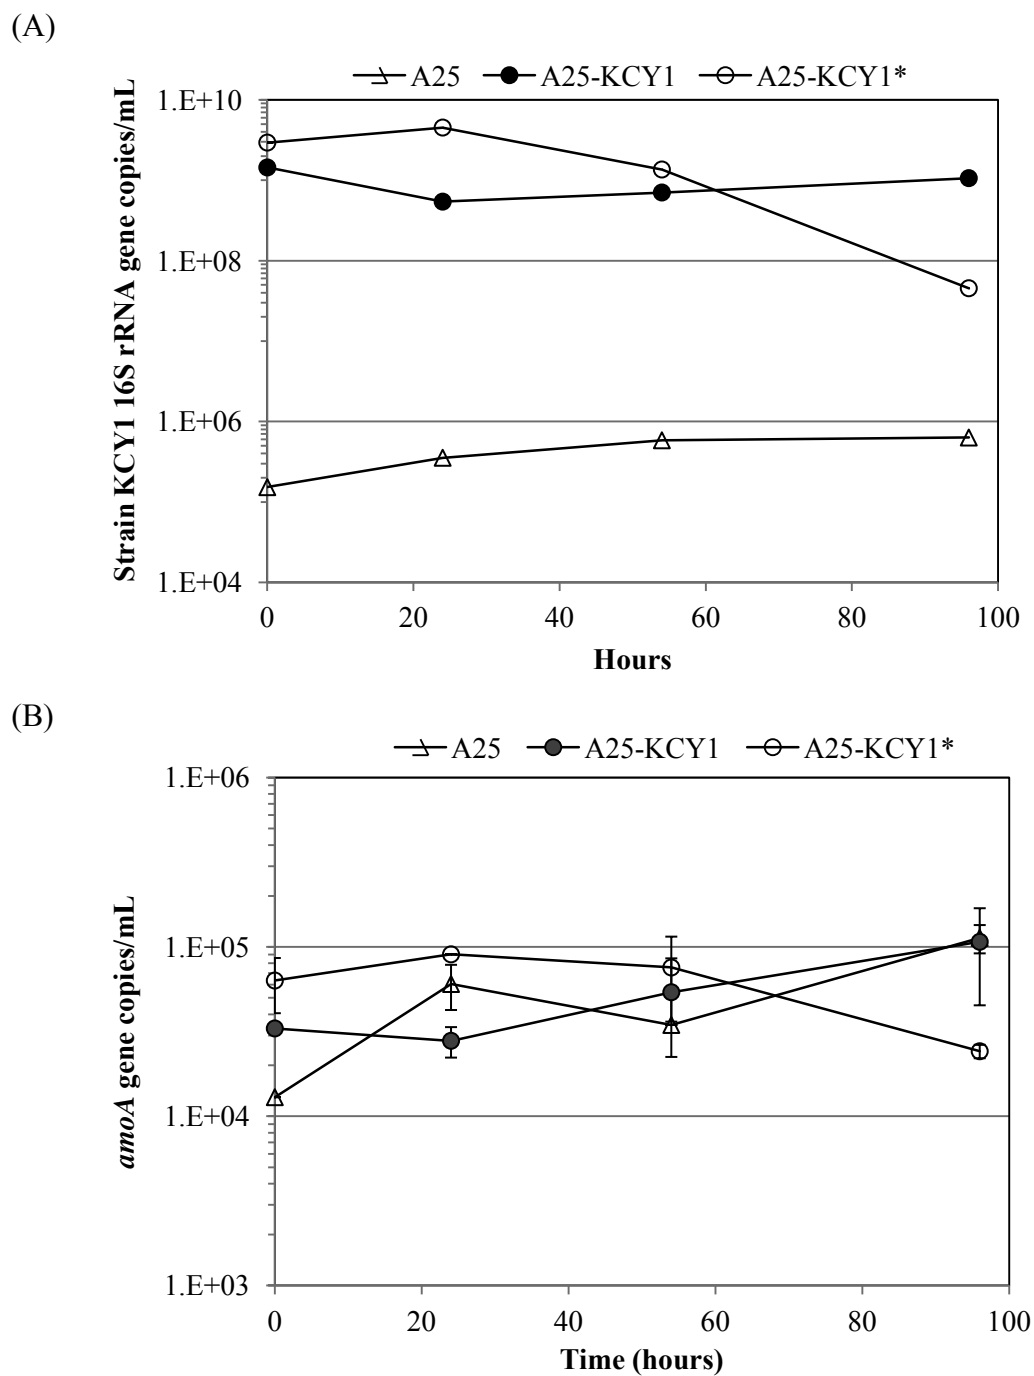 (A)
A25 A25-KCY1 A25-KCY1*
Strain KCY1 16S rRNA gene copies/mL
1.E+10
1.E+08
1.E+06
1.E+04
0 20 40 60 80 100
Hours
(B)
A25 A25-KCY1 A25-KCY1*
amoA gene copies/mL
1.E+06
1.E+05
1.E+04
1.E+03
0 20 40 60 80 100
Time (hours)